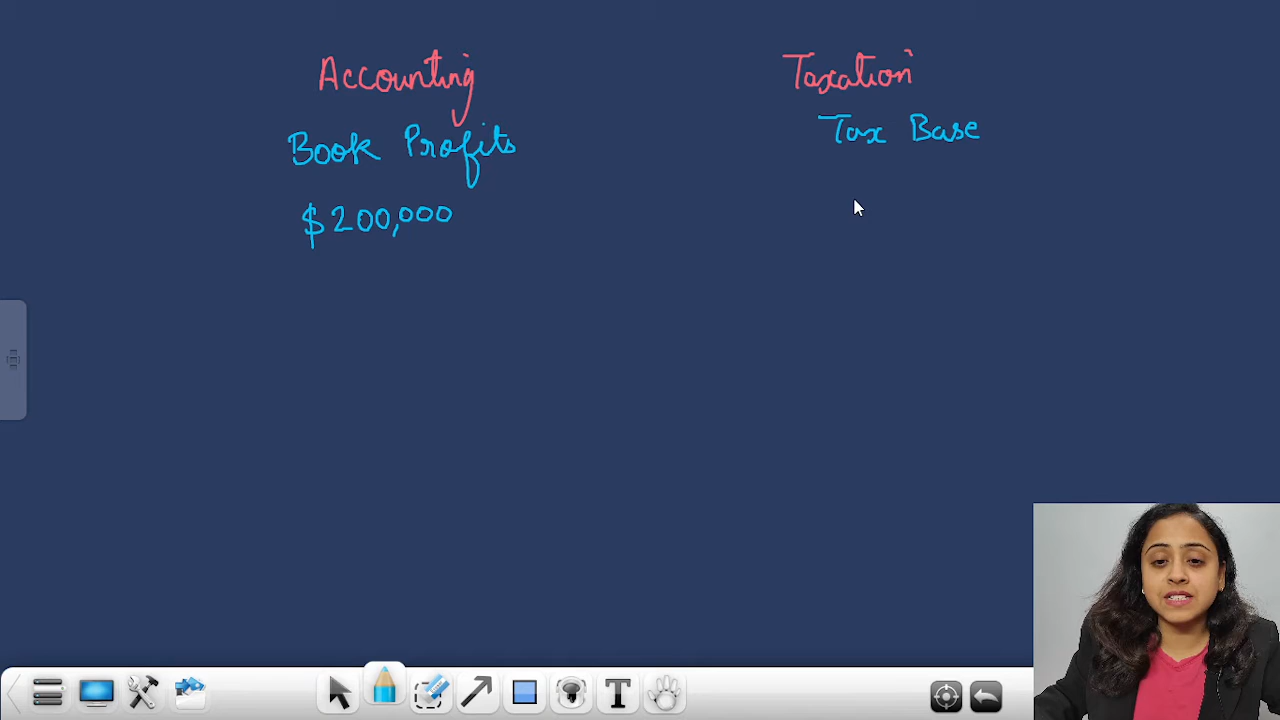 Accounting
Taxation
Book Profits
Tax Base
$200,000
T